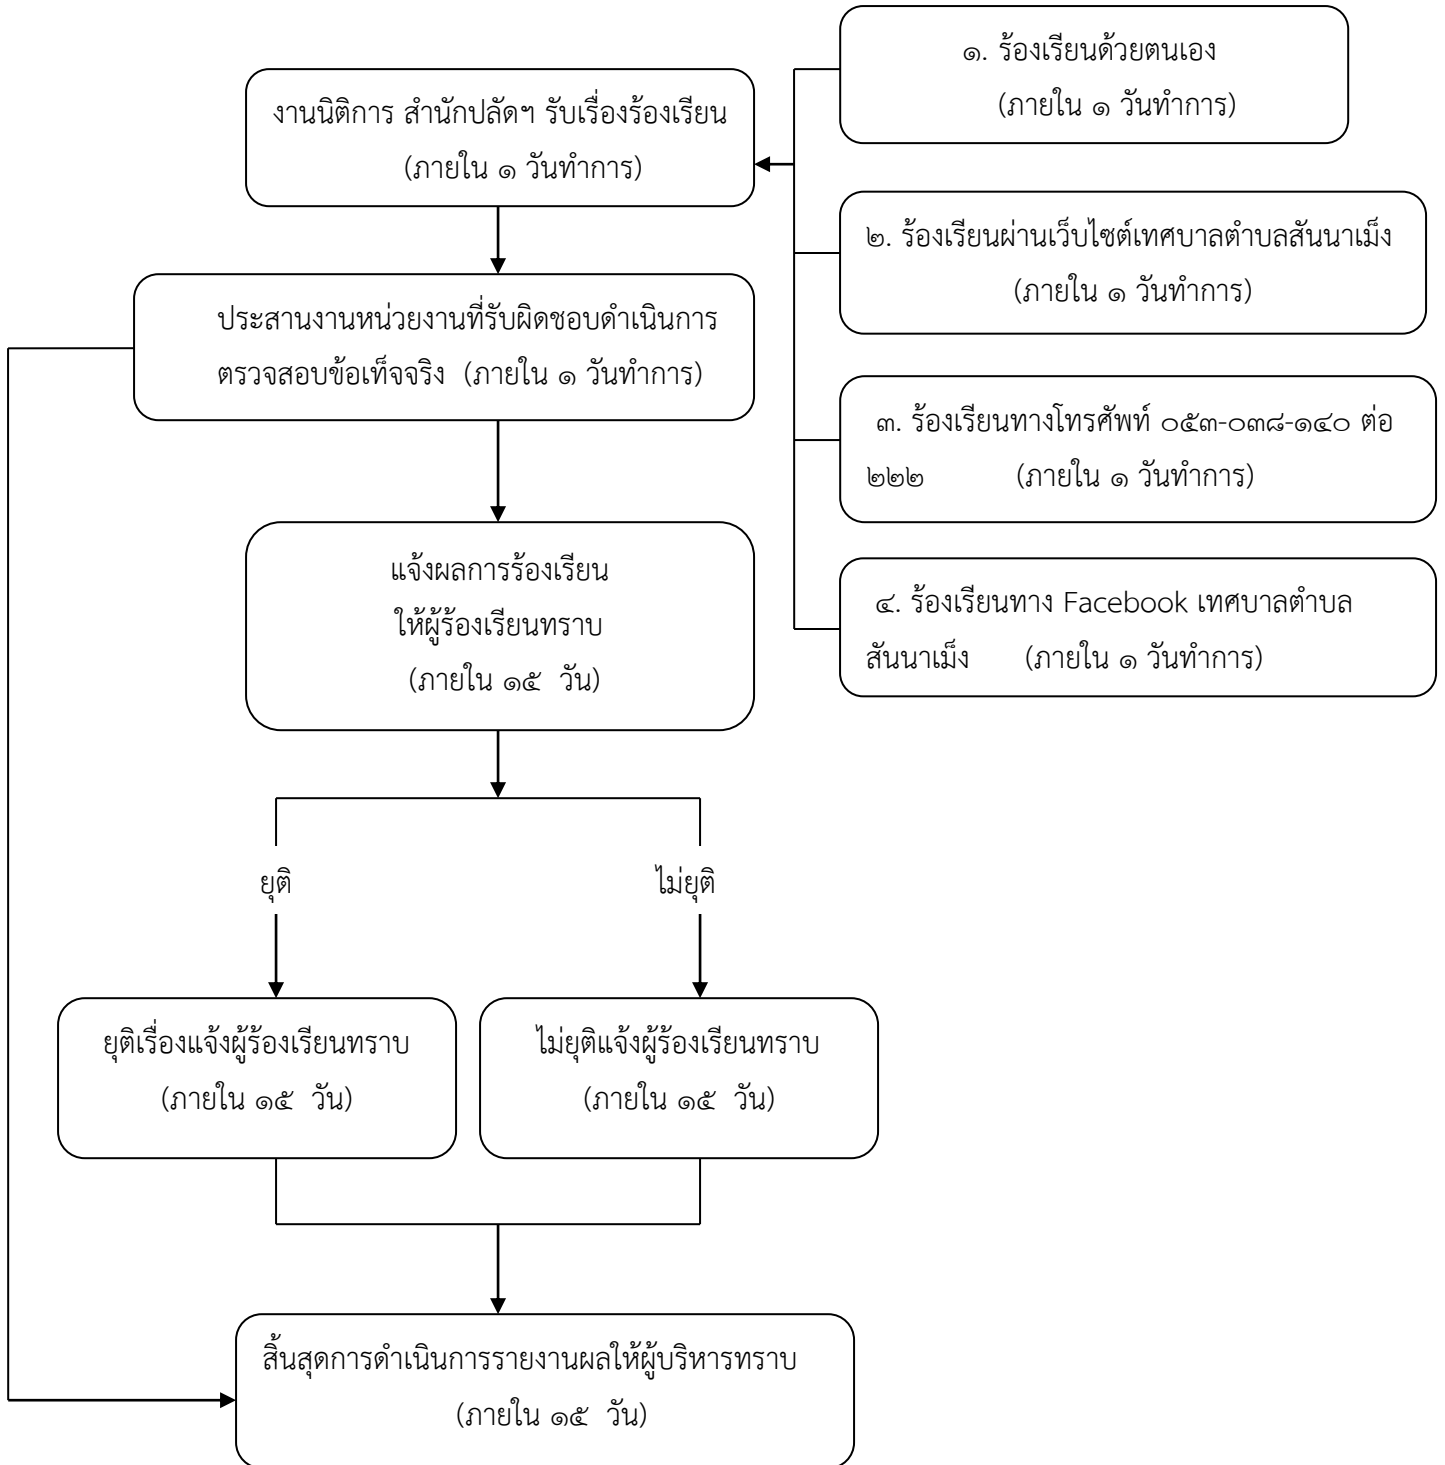 ๑. ร้องเรียนด้วยตนเอง
(ภายใน ๑ วันทำการ)
งานนิติการ สำนักปลัดฯ รับเรื่องร้องเรียน
(ภายใน ๑ วันทำการ)
๒. ร้องเรียนผ่านเว็บไซต์เทศบาลตำบลสันนาเม็ง
(ภายใน ๑ วันทำการ)
ประสานงานหน่วยงานที่รับผิดชอบดำเนินการ
ตรวจสอบข้อเท็จจริง (ภายใน ๑ วันทำการ)
๓. ร้องเรียนทางโทรศัพท์ ๐๕๓-๐๓๘-๑๔๐ ต่อ
๒๒๒ (ภายใน ๑ วันทำการ)
๔. ร้องเรียนทาง Facebook เทศบาลตำบล
สันนาเม็ง (ภายใน ๑ วันทำการ)
แจ้งผลการร้องเรียน
ให้ผู้ร้องเรียนทราบ
(ภายใน ๑๕ วัน)
ยุติ
ไม่ยุติ
ยุติเรื่องแจ้งผู้ร้องเรียนทราบ
(ภายใน ๑๕ วัน)
ไม่ยุติแจ้งผู้ร้องเรียนทราบ
(ภายใน ๑๕ วัน)
สิ้นสุดการดำเนินการรายงานผลให้ผู้บริหารทราบ
(ภายใน ๑๕ วัน)